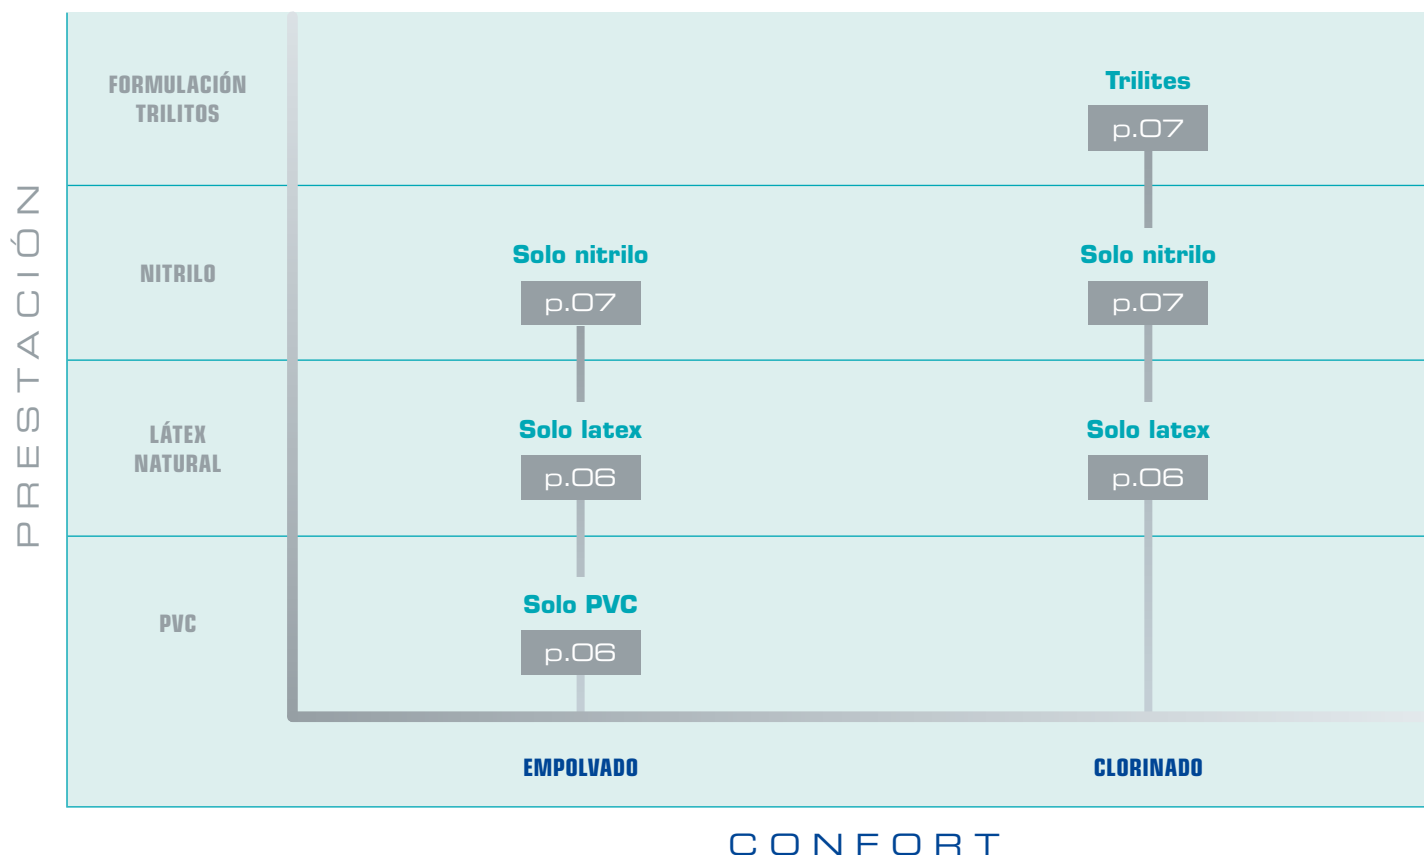 PRESTACIÓN
FORMULACIÓN
TRILITOS
Trilites
p.07
NITRILO
Solo nitrilo
p.07
Solo nitrilo
p.07
LÁTEX
NATURAL
Solo latex
p.06
Solo latex
p.06
PVC
Solo PVC
p.06
EMPOLVADO
CLORINADO
CONFORT